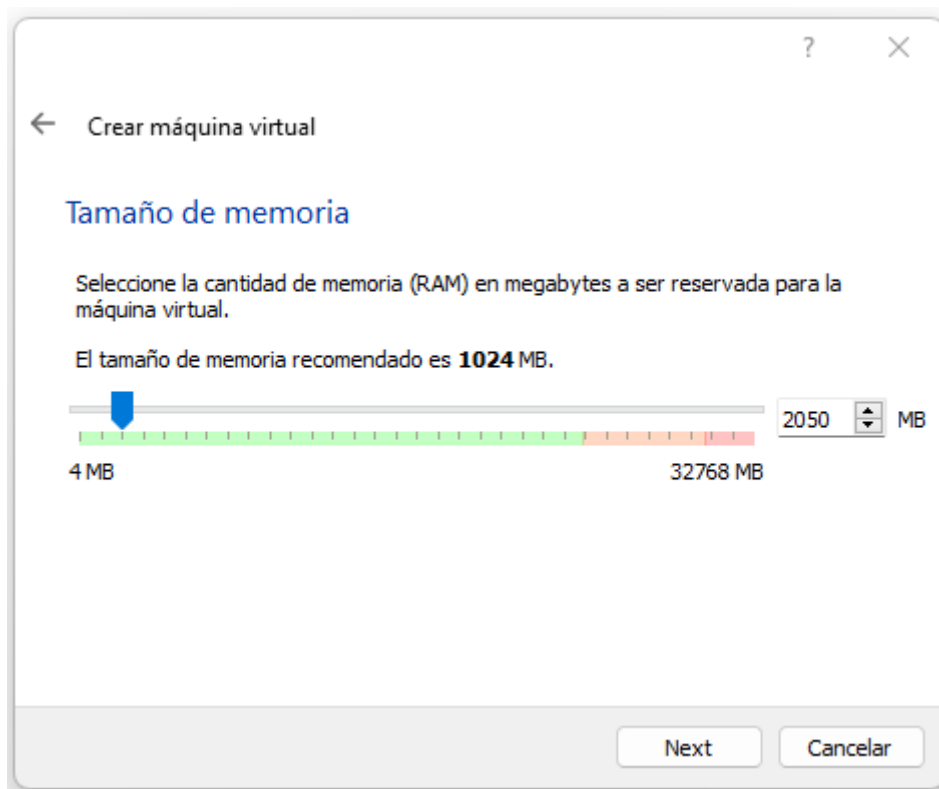 ?
Crear máquina virtual
Tamaño de memoria
Seleccione la cantidad de memoria (RAM) en megabytes a ser reservada para la
máquina virtual.
El tamaño de memoria recomendado es 1024 MB.
2050 MB
4 MB 32768 MB
Next Cancelar